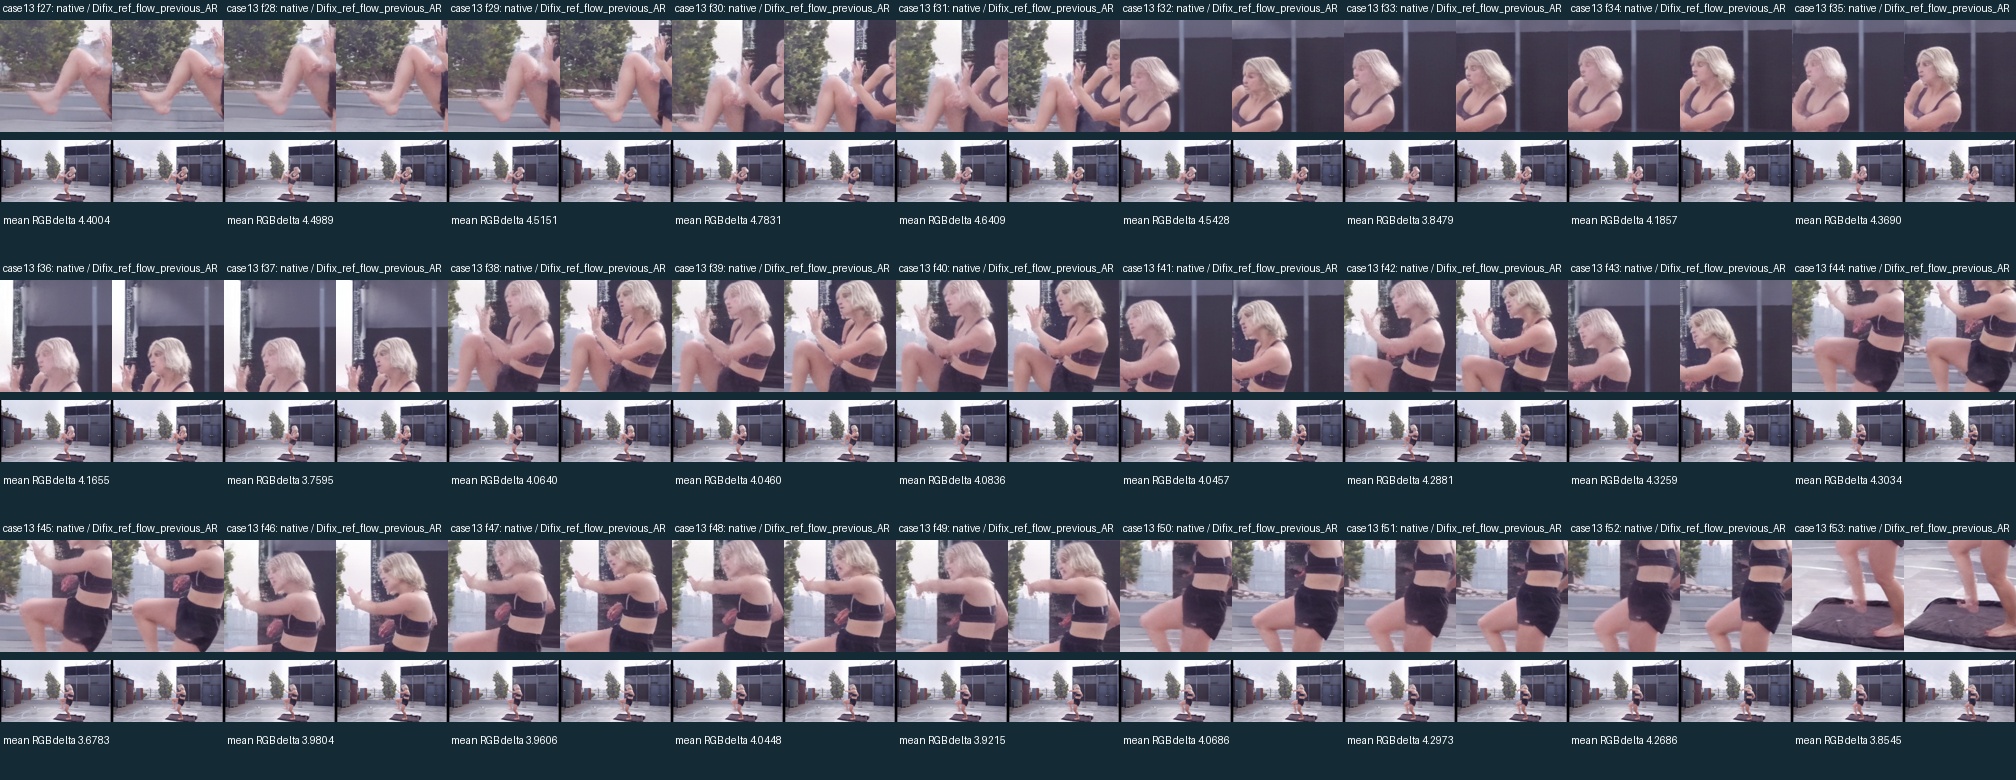 case13 f27: native / Difix_ref_flow_previous_AR case13 f28: native / Difix_ref_flow_previous_AR case13 f29: native / Difix_ref_flow_previous_AR case13 f30: native / Difix_ref_flow_previous_AR case13 f31: native / Difix_ref_flow_previous_AR case13 f32: native / Difix_ref_flow_previous_AR case13 f33: native / Difix_ref_flow_previous_AR case13 f34: native / Difix_ref_flow_previous_AR case13 f35: native / Difix_ref_flow_previous_AR
mean RGB delta 4.4004 mean RGB delta 4.4989 mean RGB delta 4.5151 mean RGB delta 4.7831 mean RGB delta 4.6409 mean RGB delta 4.5428 mean RGB delta 3.8479 mean RGB delta 4.1857 mean RGB delta 4.3690
case13 f36: native / Difix_ref_flow_previous_AR case13 f37: native / Difix_ref_flow_previous_AR case13 f38: native / Difix_ref_flow_previous_AR case13 f39: native / Difix_ref_flow_previous_AR case13 f40: native / Difix_ref_flow_previous_AR case13 f41: native / Difix_ref_flow_previous_AR case13 f42: native / Difix_ref_flow_previous_AR case13 f43: native / Difix_ref_flow_previous_AR case13 f44: native / Difix_ref_flow_previous_AR
mean RGB delta 4.1655 mean RGB delta 3.7595 mean RGB delta 4.0640 mean RGB delta 4.0460 mean RGB delta 4.0836 mean RGB delta 4.0457 mean RGB delta 4.2881 mean RGB delta 4.3259 mean RGB delta 4.3034
case13 f45: native / Difix_ref_flow_previous_AR case13 f46: native / Difix_ref_flow_previous_AR case13 f47: native / Difix_ref_flow_previous_AR case13 f48: native / Difix_ref_flow_previous_AR case13 f49: native / Difix_ref_flow_previous_AR case13 f50: native / Difix_ref_flow_previous_AR case13 f51: native / Difix_ref_flow_previous_AR case13 f52: native / Difix_ref_flow_previous_AR case13 f53: native / Difix_ref_flow_previous_AR
mean RGB delta 3.6783 mean RGB delta 3.9804 mean RGB delta 3.9606 mean RGB delta 4.0448 mean RGB delta 3.9215 mean RGB delta 4.0686 mean RGB delta 4.2973 mean RGB delta 4.2686 mean RGB delta 3.8545